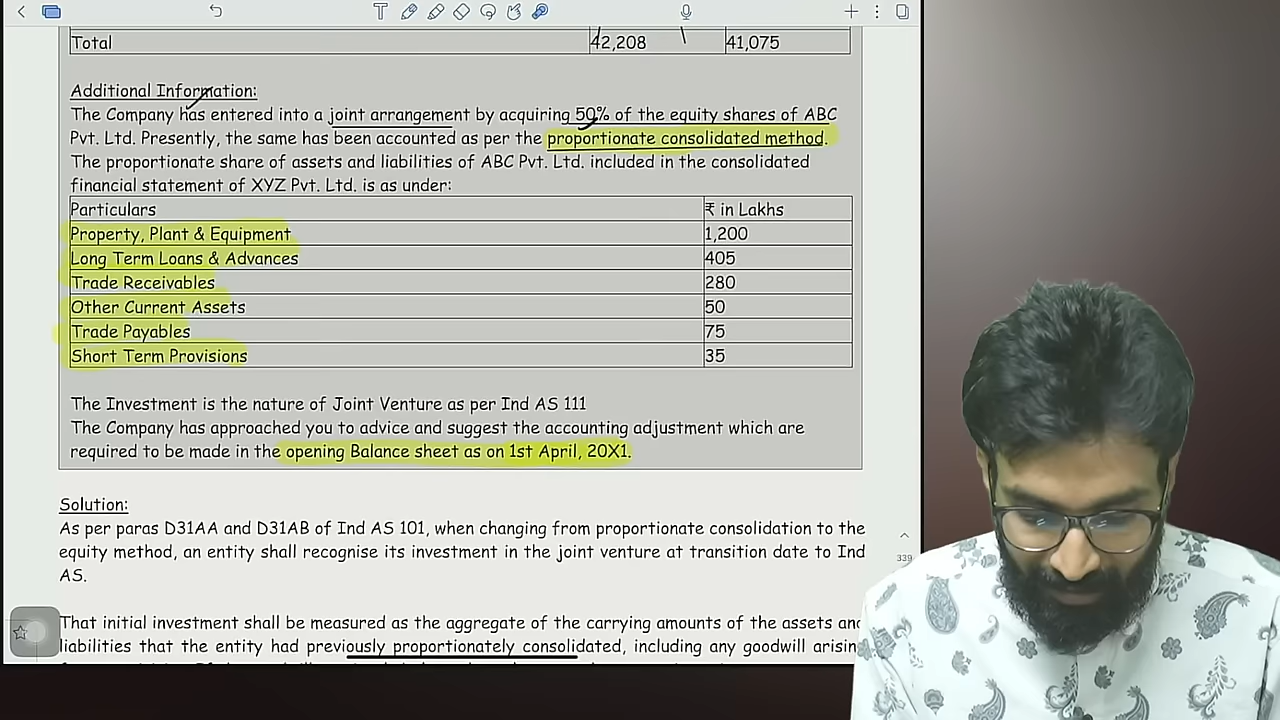 Total 42,208 41,075
Additional Information:
The Company has entered into a joint arrangement by acquiring 50% of the equity shares of ABC
Pvt. Ltd. Presently, the same has been accounted as per the proportionate consolidated method.
The proportionate share of assets and liabilities of ABC Pvt. Ltd. included in the consolidated
financial statement of XYZ Pvt. Ltd. is as under:
Particulars ₹ in Lakhs
Property, Plant & Equipment 1,200
Long Term Loans & Advances 405
Trade Receivables 280
Other Current Assets 50
Trade Payables 75
Short Term Provisions 35
The Investment is the nature of Joint Venture as per Ind AS 111
The Company has approached you to advice and suggest the accounting adjustment which are
required to be made in the opening Balance sheet as on 1st April, 20X1.
Solution:
As per paras D31AA and D31AB of Ind AS 101, when changing from proportionate consolidation to the
equity method, an entity shall recognise its investment in the joint venture at transition date to Ind
AS.
339
That initial investment shall be measured as the aggregate of the carrying amounts of the assets and
liabilities that the entity had previously proportionately consolidated, including any goodwill arising